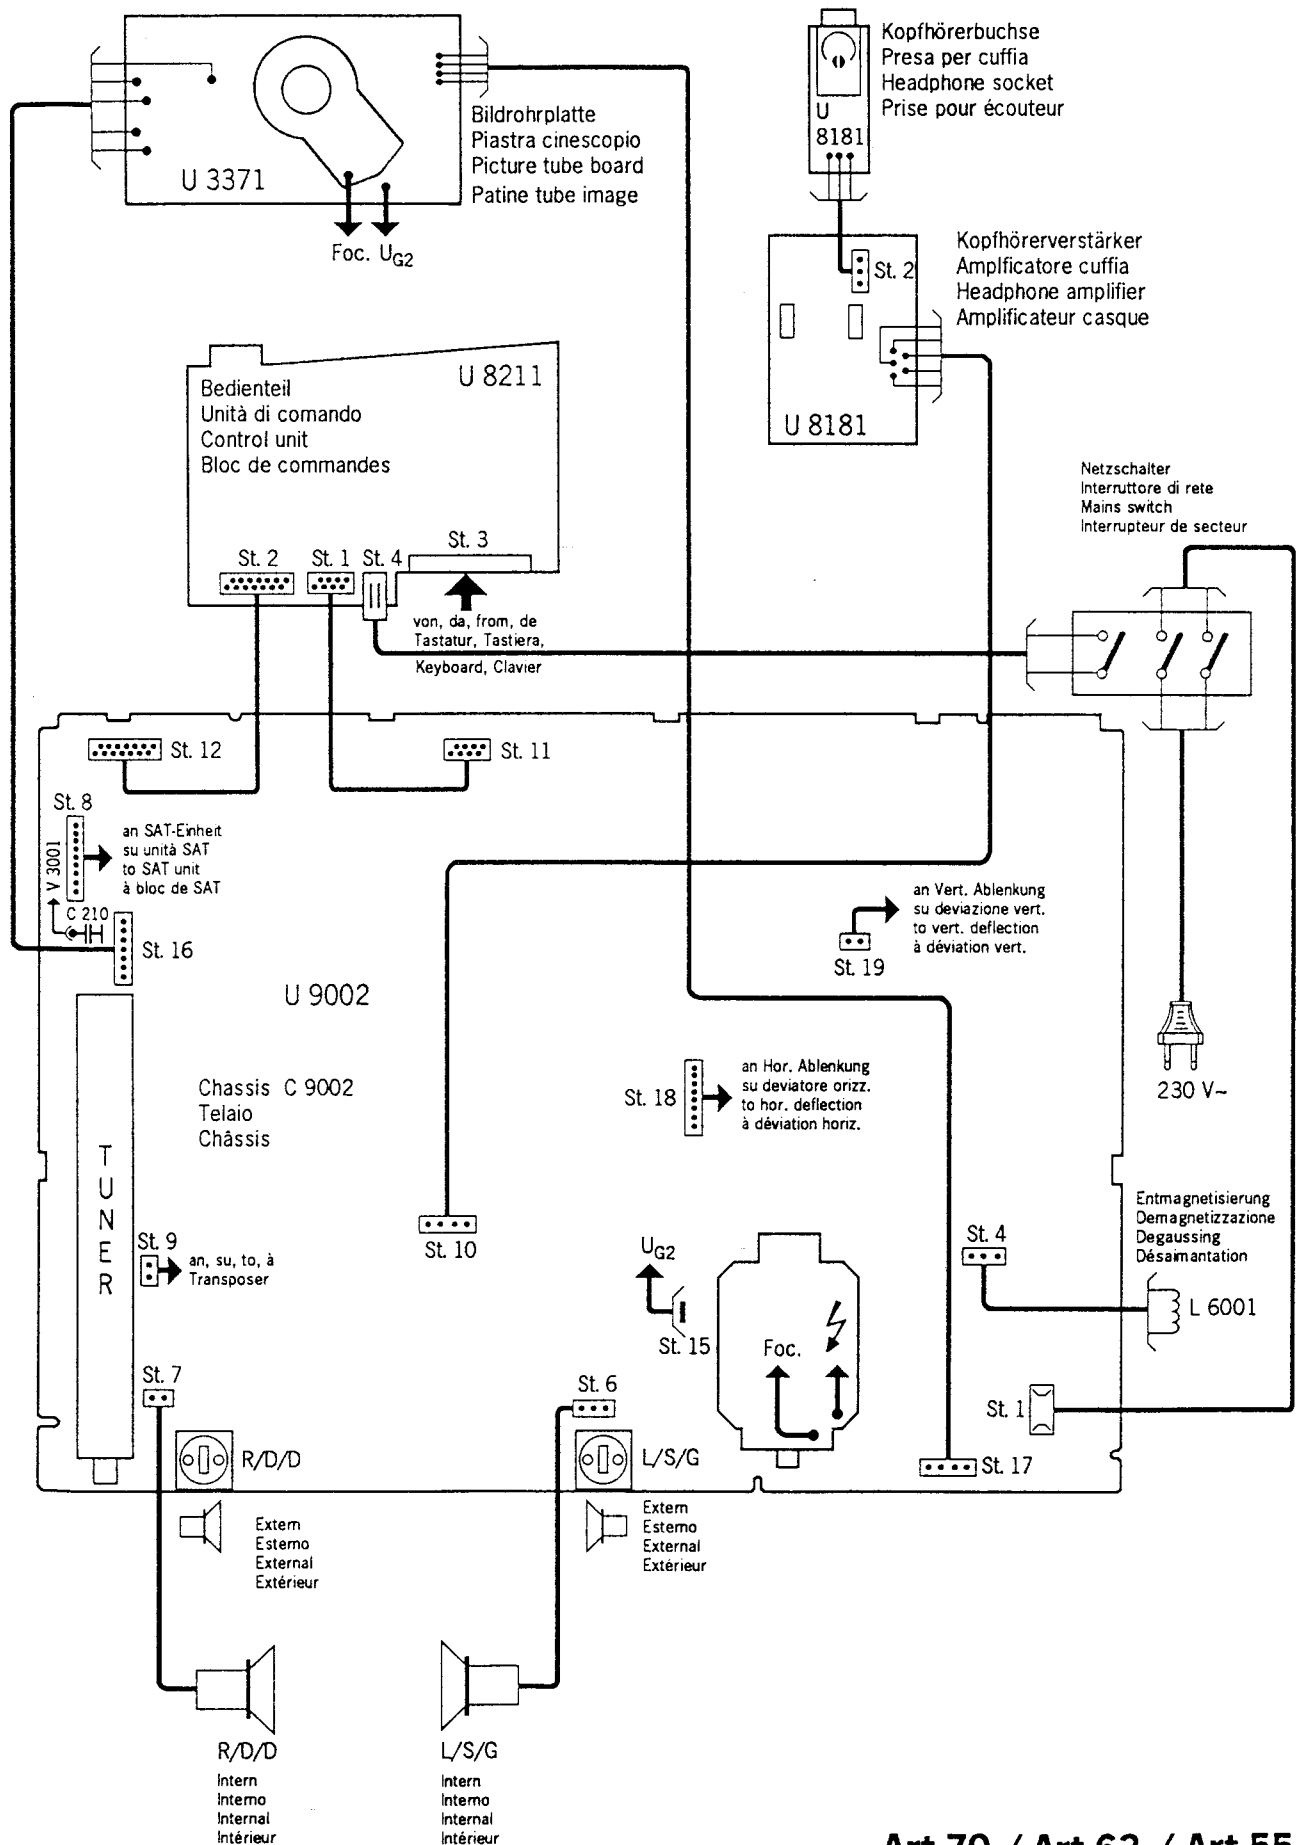 Kopfhörerbuchse
Presa per cuffia
Headphone socket
Prise pour écouteur
U
8181
Bildrohrplatte
Piastra cinescopio
Picture tube board
Patine tube image
U 3371
Foc. UG2
Kopfhörerverstärker
Amplficatore cuffia
Headphone amplifier
Amplificateur casque
St. 2
U 8181
U 8211
Bedienteil
Unità di comando
Control unit
Bloc de commandes
St. 2 St. 1 St. 4 St. 3
von, da, from, de
Tastatur, Tastiera,
Keyboard, Clavier
Netzschalter
Interruttore di rete
Mains switch
Interrupteur de secteur
St. 12
St. 11
St. 8
V 3001
an SAT-Einheit
su unità SAT
to SAT unit
à bloc de SAT
C 210
St. 16
an Vert. Ablenkung
su deviazione vert.
to vert. deflection
à déviation vert.
St. 19
U 9002
230 V~
Chassis C 9002
Telaio
Châssis
St. 18
an Hor. Ablenkung
su deviatore orizz.
to hor. deflection
à déviation horiz.
TUNER
St. 9
an, su, to, à
Transposer
St. 10
UG2
St. 15
Foc.
St. 4
Entmagnetisierung
Demagnetizzazione
Degaussing
Désaimantation
L 6001
St. 7
St. 6
St. 1
R/D/D
L/S/G
St. 17
Extern
Esterno
External
Extérieur
Extern
Esterno
External
Extérieur
R/D/D
Intern
Interno
Internal
Intérieur
L/S/G
Intern
Interno
Internal
Intérieur
Art 70 / Art 63 / Art 55